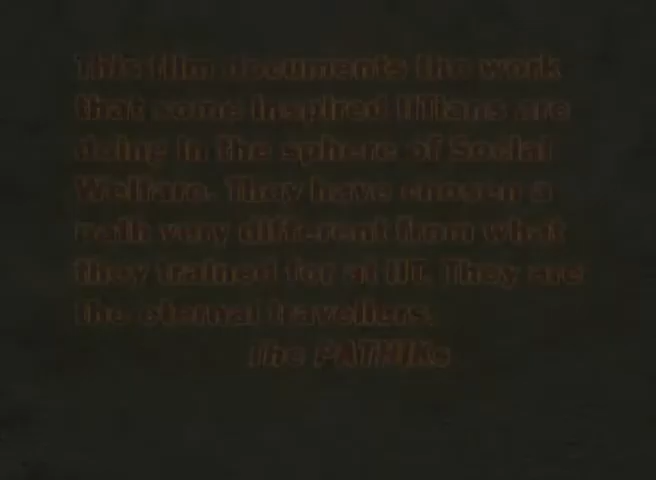 This film documents the work
that some inspired IITians are
doing in the sphere of Social
Welfare. They have chosen a
path very different from what
they trained for at IIT. They are
the eternal travellers.
The PATHIKs